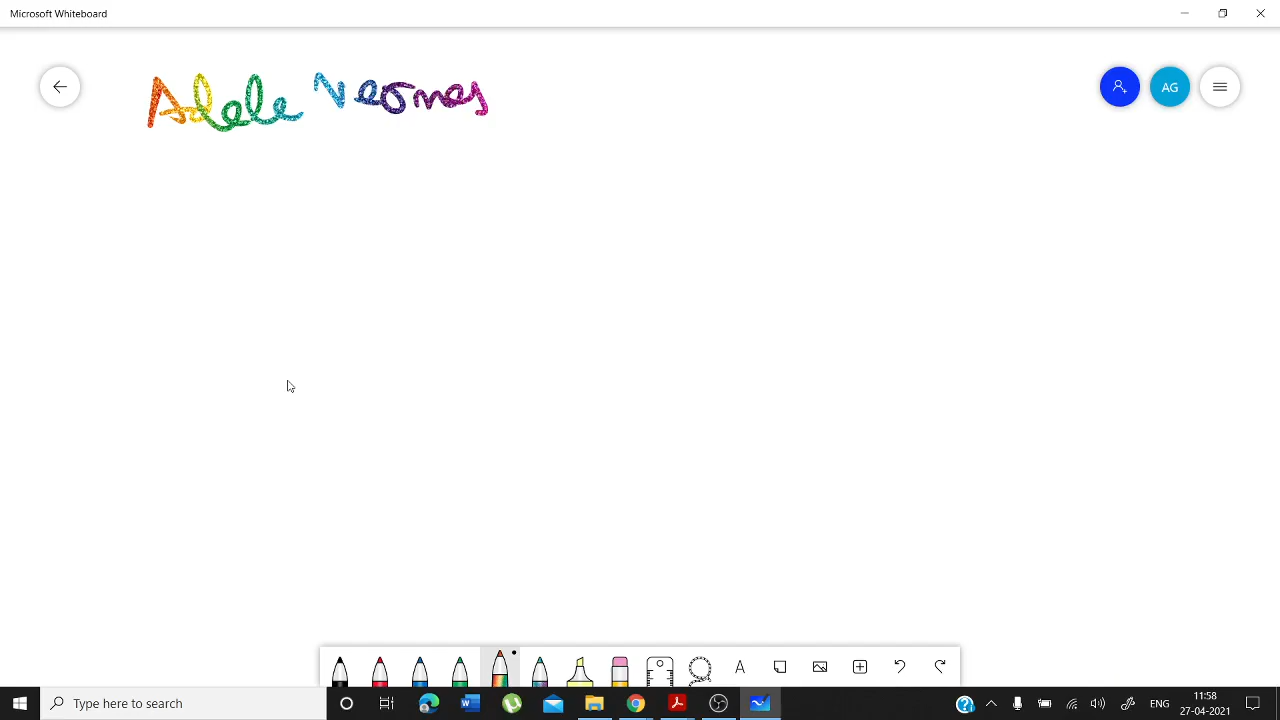 Microsoft Whiteboard
Adele Neomes
AG
A
Type here to search
ENG
11:58
27-04-2021